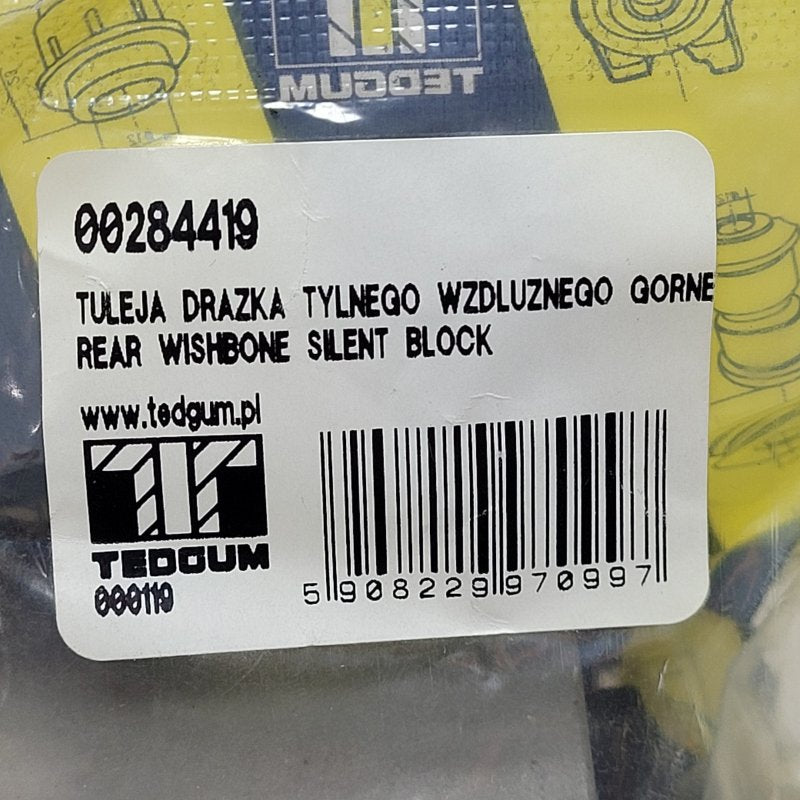 TEDGUM
00284419
TULEJA DRAZKA TYLNEGO WZDLUZNEGO GORNE
REAR WISHBONE SILENT BLOCK
www.tedgum.pl
TEDGUM
000119
5 908229 970997